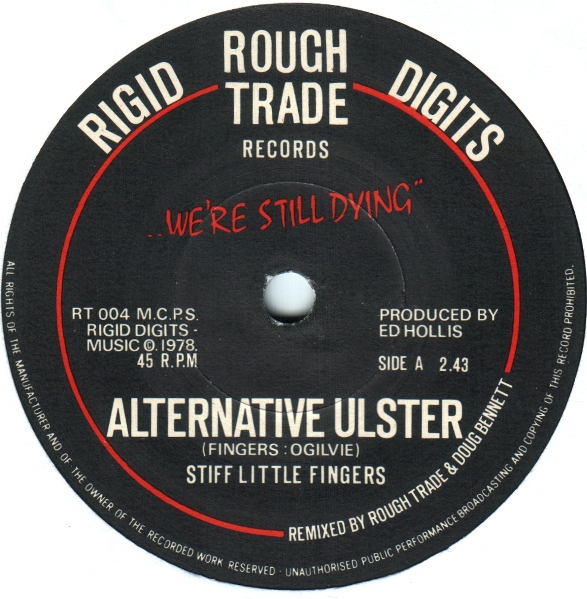 RIGID
ROUGH
TRADE
DIGITS
RECORDS
..WE'RE STILL DYING"
RT 004 M.C.P.S.
RIGID DIGITS -
MUSIC © 1978.
45 R.P.M
PRODUCED BY
ED HOLLIS
SIDE A 2.43
ALTERNATIVE ULSTER
(FINGERS : OGILVIE)
STIFF LITTLE FINGERS
REMIXED BY ROUGH TRADE & DOUG BENNETT
ALL RIGHTS OF THE MANUFACTURER AND OF THE OWNER OF THE RECORDED WORK RESERVED · UNAUTHORISED PUBLIC PERFORMANCE BROADCASTING AND COPYING OF THIS RECORD PROHIBITED.